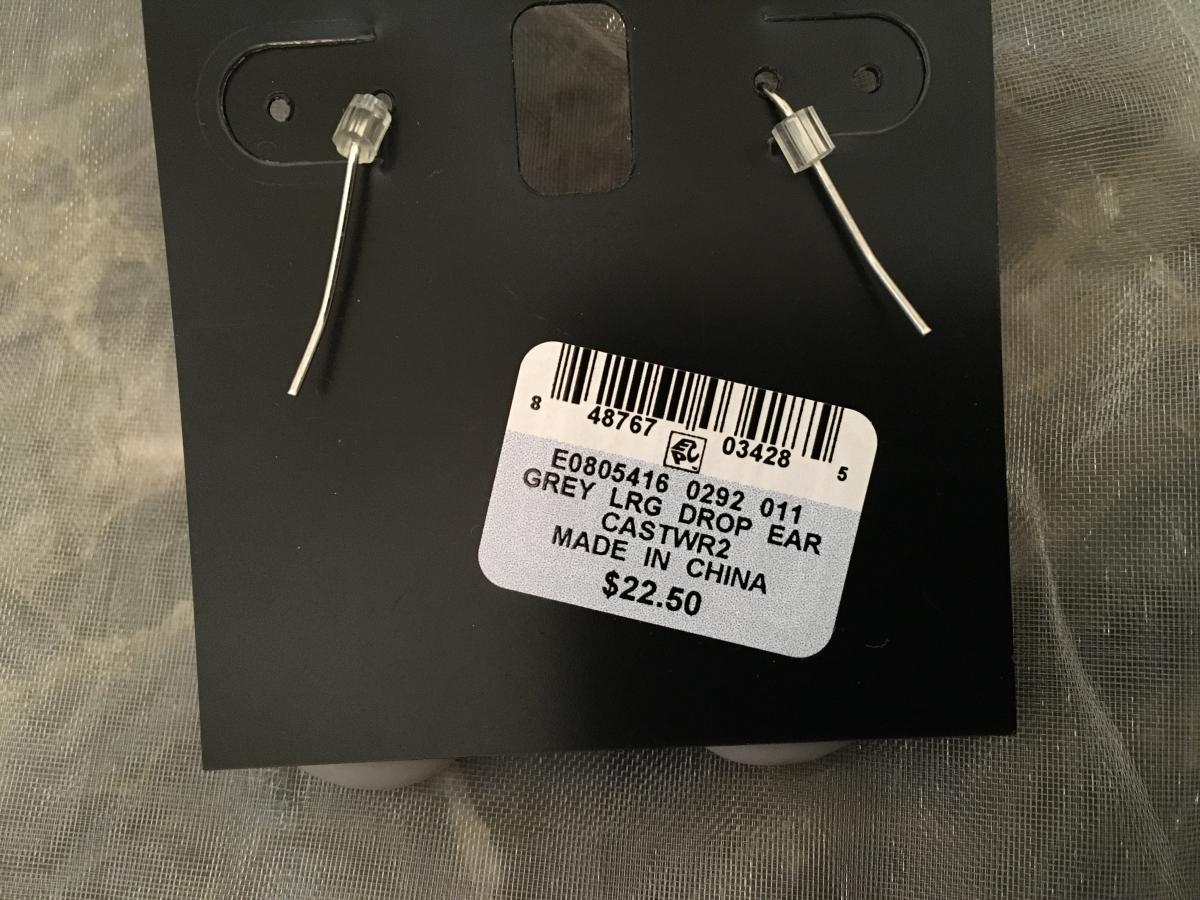 8 48767 03428 5
E0805416 0292 011
GREY LRG DROP EAR
CASTWR2
MADE IN CHINA
$22.50